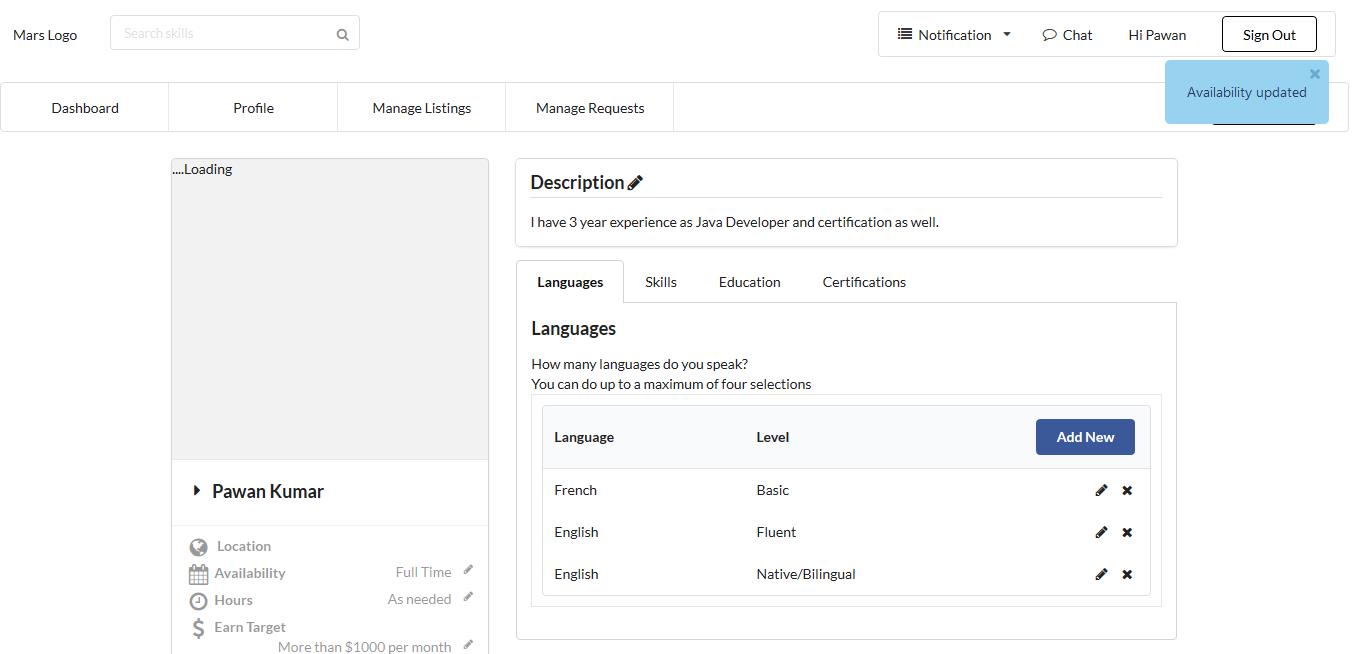 Mars Logo
Search skills
Notification
Chat
Hi Pawan
Sign Out
Availability updated
Dashboard
Profile
Manage Listings
Manage Requests
....Loading
Pawan Kumar
Location
Availability Full Time
Hours As needed
Earn Target
More than $1000 per month
Description
I have 3 year experience as Java Developer and certification as well.
Languages Skills Education Certifications
Languages
How many languages do you speak?
You can do up to a maximum of four selections
Language Level Add New
French Basic
English Fluent
English Native/Bilingual